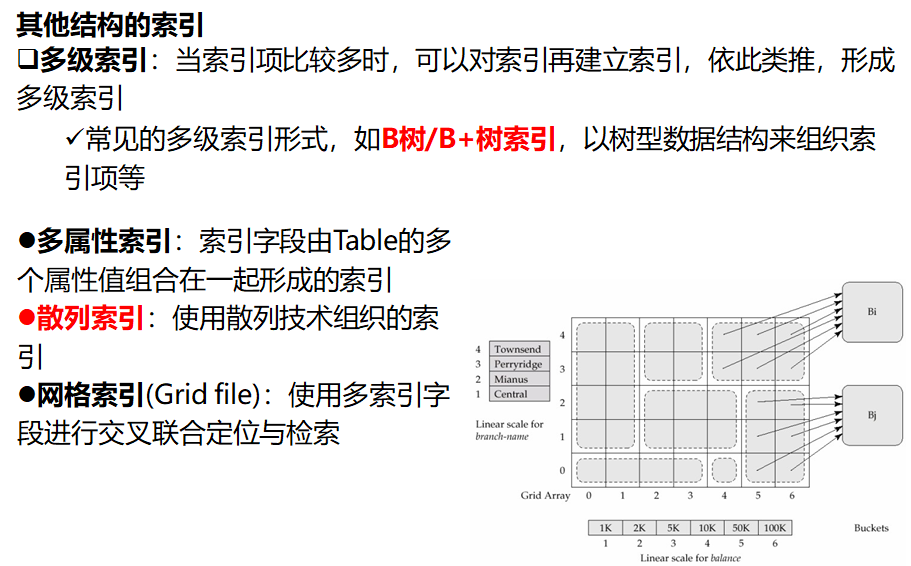 其他结构的索引
❑多级索引：当索引项比较多时，可以对索引再建立索引，依此类推，形成
多级索引
✓常见的多级索引形式，如B树/B+树索引，以树型数据结构来组织索
引项等
●多属性索引：索引字段由Table的多
个属性值组合在一起形成的索引
●散列索引：使用散列技术组织的索
引
●网格索引(Grid file)：使用多索引字
段进行交叉联合定位与检索
4 Townsend
3 Perryridge
2 Mianus
1 Central
Linear scale for
branch-name
4
3
2
1
0
Grid Array 0 1 2 3 4 5 6
Bi
Bj
Buckets
1K 2K 5K 10K 50K 100K
1 2 3 4 5 6
Linear scale for balance